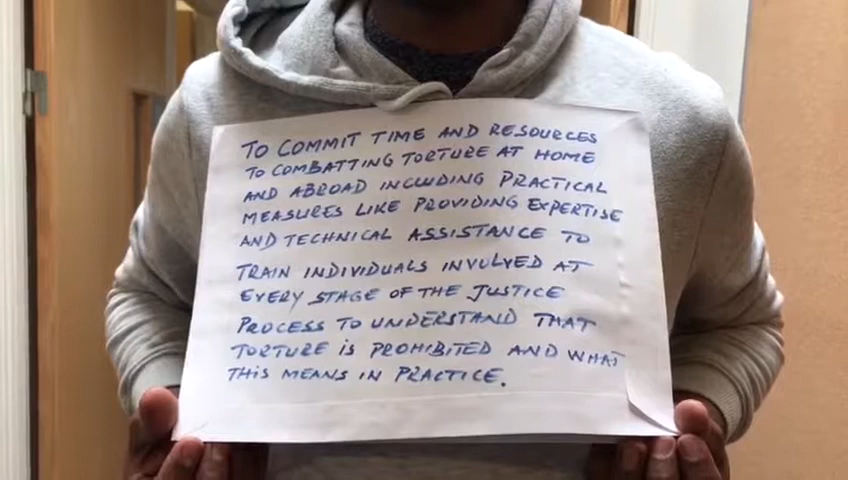 TO COMMIT TIME AND RESOURCES
TO COMBATTING TORTURE AT HOME
AND ABROAD INCLUDING PRACTICAL
MEASURES LIKE PROVIDING EXPERTISE
AND TECHNICAL ASSISTANCE TO
TRAIN INDIVIDUALS INVOLVED AT
EVERY STAGE OF THE JUSTICE
PROCESS TO UNDERSTAND THAT
TORTURE IS PROHIBITED AND WHAT
THIS MEANS IN PRACTICE.